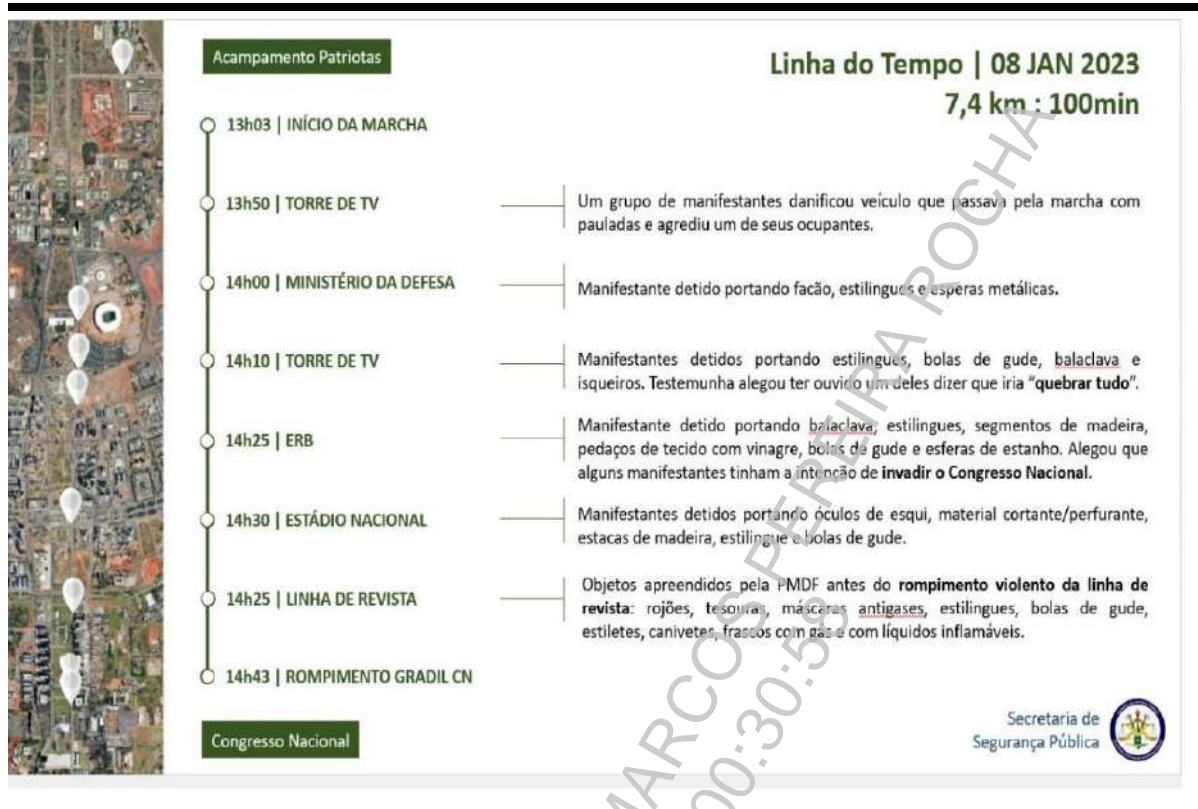 Acampamento Patriotas
Linha do Tempo | 08 JAN 2023
7,4 km : 100min
13h03 | INÍCIO DA MARCHA
13h50 | TORRE DE TV
Um grupo de manifestantes danificou veículo que passava pela marcha com
pauladas e agrediu um de seus ocupantes.
14h00 | MINISTÉRIO DA DEFESA
Manifestante detido portando facão, estilingues e esperas metálicas.
14h10 | TORRE DE TV
Manifestantes detidos portando estilingues, bolas de gude, balaclava e
isqueiros. Testemunha alegou ter ouvido um deles dizer que iria “quebrar tudo”.
14h25 | ERB
Manifestante detido portando balaclava, estilingues, segmentos de madeira,
pedaços de tecido com vinagre, bolas de gude e esferas de estanho. Alegou que
alguns manifestantes tinham a intenção de invadir o Congresso Nacional.
14h30 | ESTÁDIO NACIONAL
Manifestantes detidos portando óculos de esqui, material cortante/perfurante,
estacas de madeira, estilingue e bolas de gude.
14h25 | LINHA DE REVISTA
Objetos apreendidos pela PMDF antes do rompimento violento da linha de
revista: rojões, tesouras, máscaras antigases, estilingues, bolas de gude,
estiletes, canivetes, frascos com gás e com líquidos inflamáveis.
14h43 | ROMPIMENTO GRADIL CN
Congresso Nacional
Secretaria de
Segurança Pública
MARCOS PEREIRA ROCHA
00:30:58